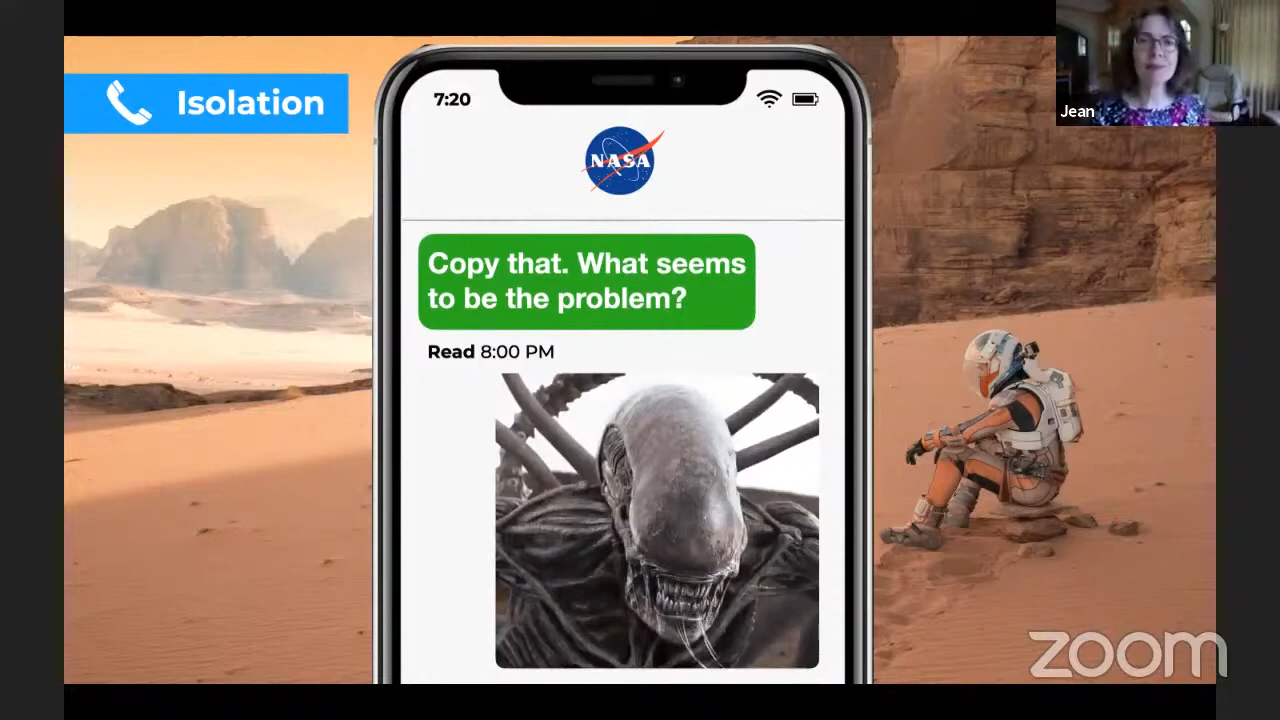 Isolation
7:20
NASA
Copy that. What seems
to be the problem?
Read 8:00 PM
Jean
zoom